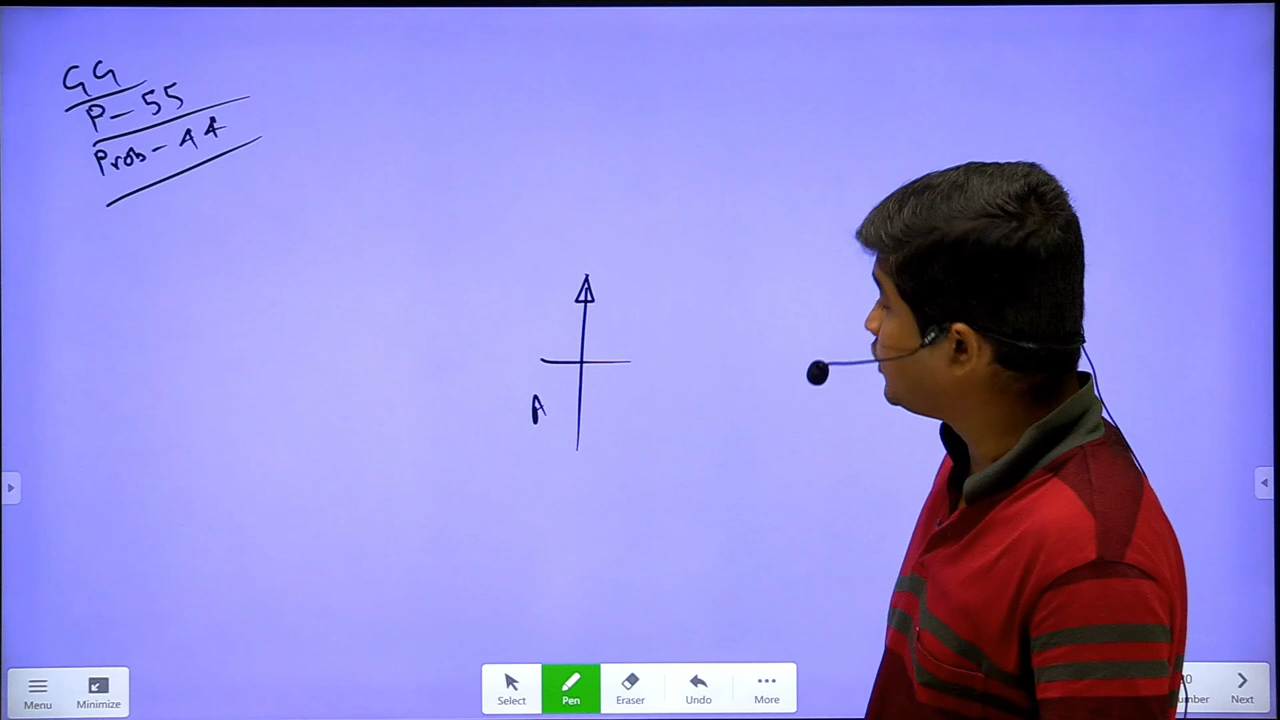 GG
P- 55
Prob- 44
A
Menu
Minimize
Select
Pen
Eraser
Undo
More
Next